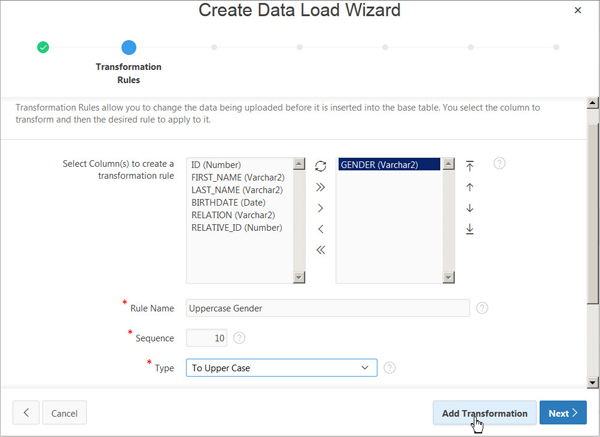 Create Data Load Wizard
Transformation
Rules
Transformation Rules allow you to change the data being uploaded before it is inserted into the base table. You select the column to
transform and then the desired rule to apply to it.
Select Column(s) to create a
transformation rule
ID (Number)
FIRST_NAME (Varchar2)
LAST_NAME (Varchar2)
BIRTHDATE (Date)
RELATION (Varchar2)
RELATIVE_ID (Number)
GENDER (Varchar2)
* Rule Name Uppercase Gender
* Sequence 10
* Type To Upper Case
Cancel Add Transformation Next